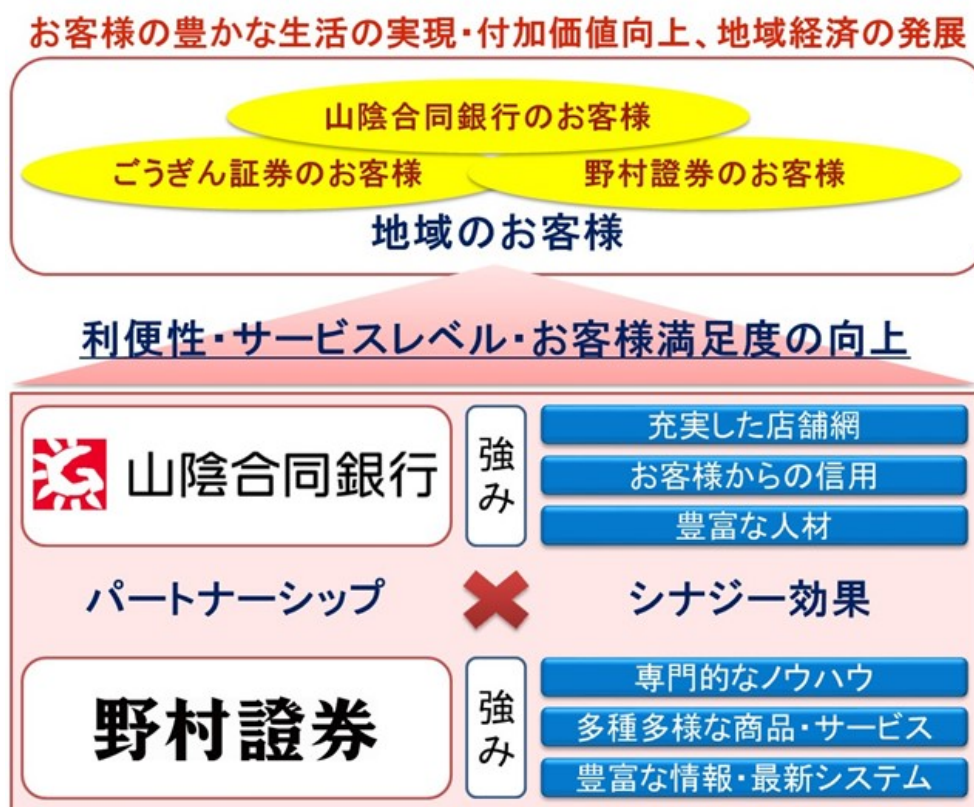 お客様の豊かな生活の実現・付加価値向上、地域経済の発展
山陰合同銀行のお客様
ごうぎん証券のお客様
野村證券のお客様
地域のお客様
利便性・サービスレベル・お客様満足度の向上
山陰合同銀行
強み
充実した店舗網
お客様からの信用
豊富な人材
パートナーシップ
シナジー効果
野村證券
強み
専門的なノウハウ
多種多様な商品・サービス
豊富な情報・最新システム